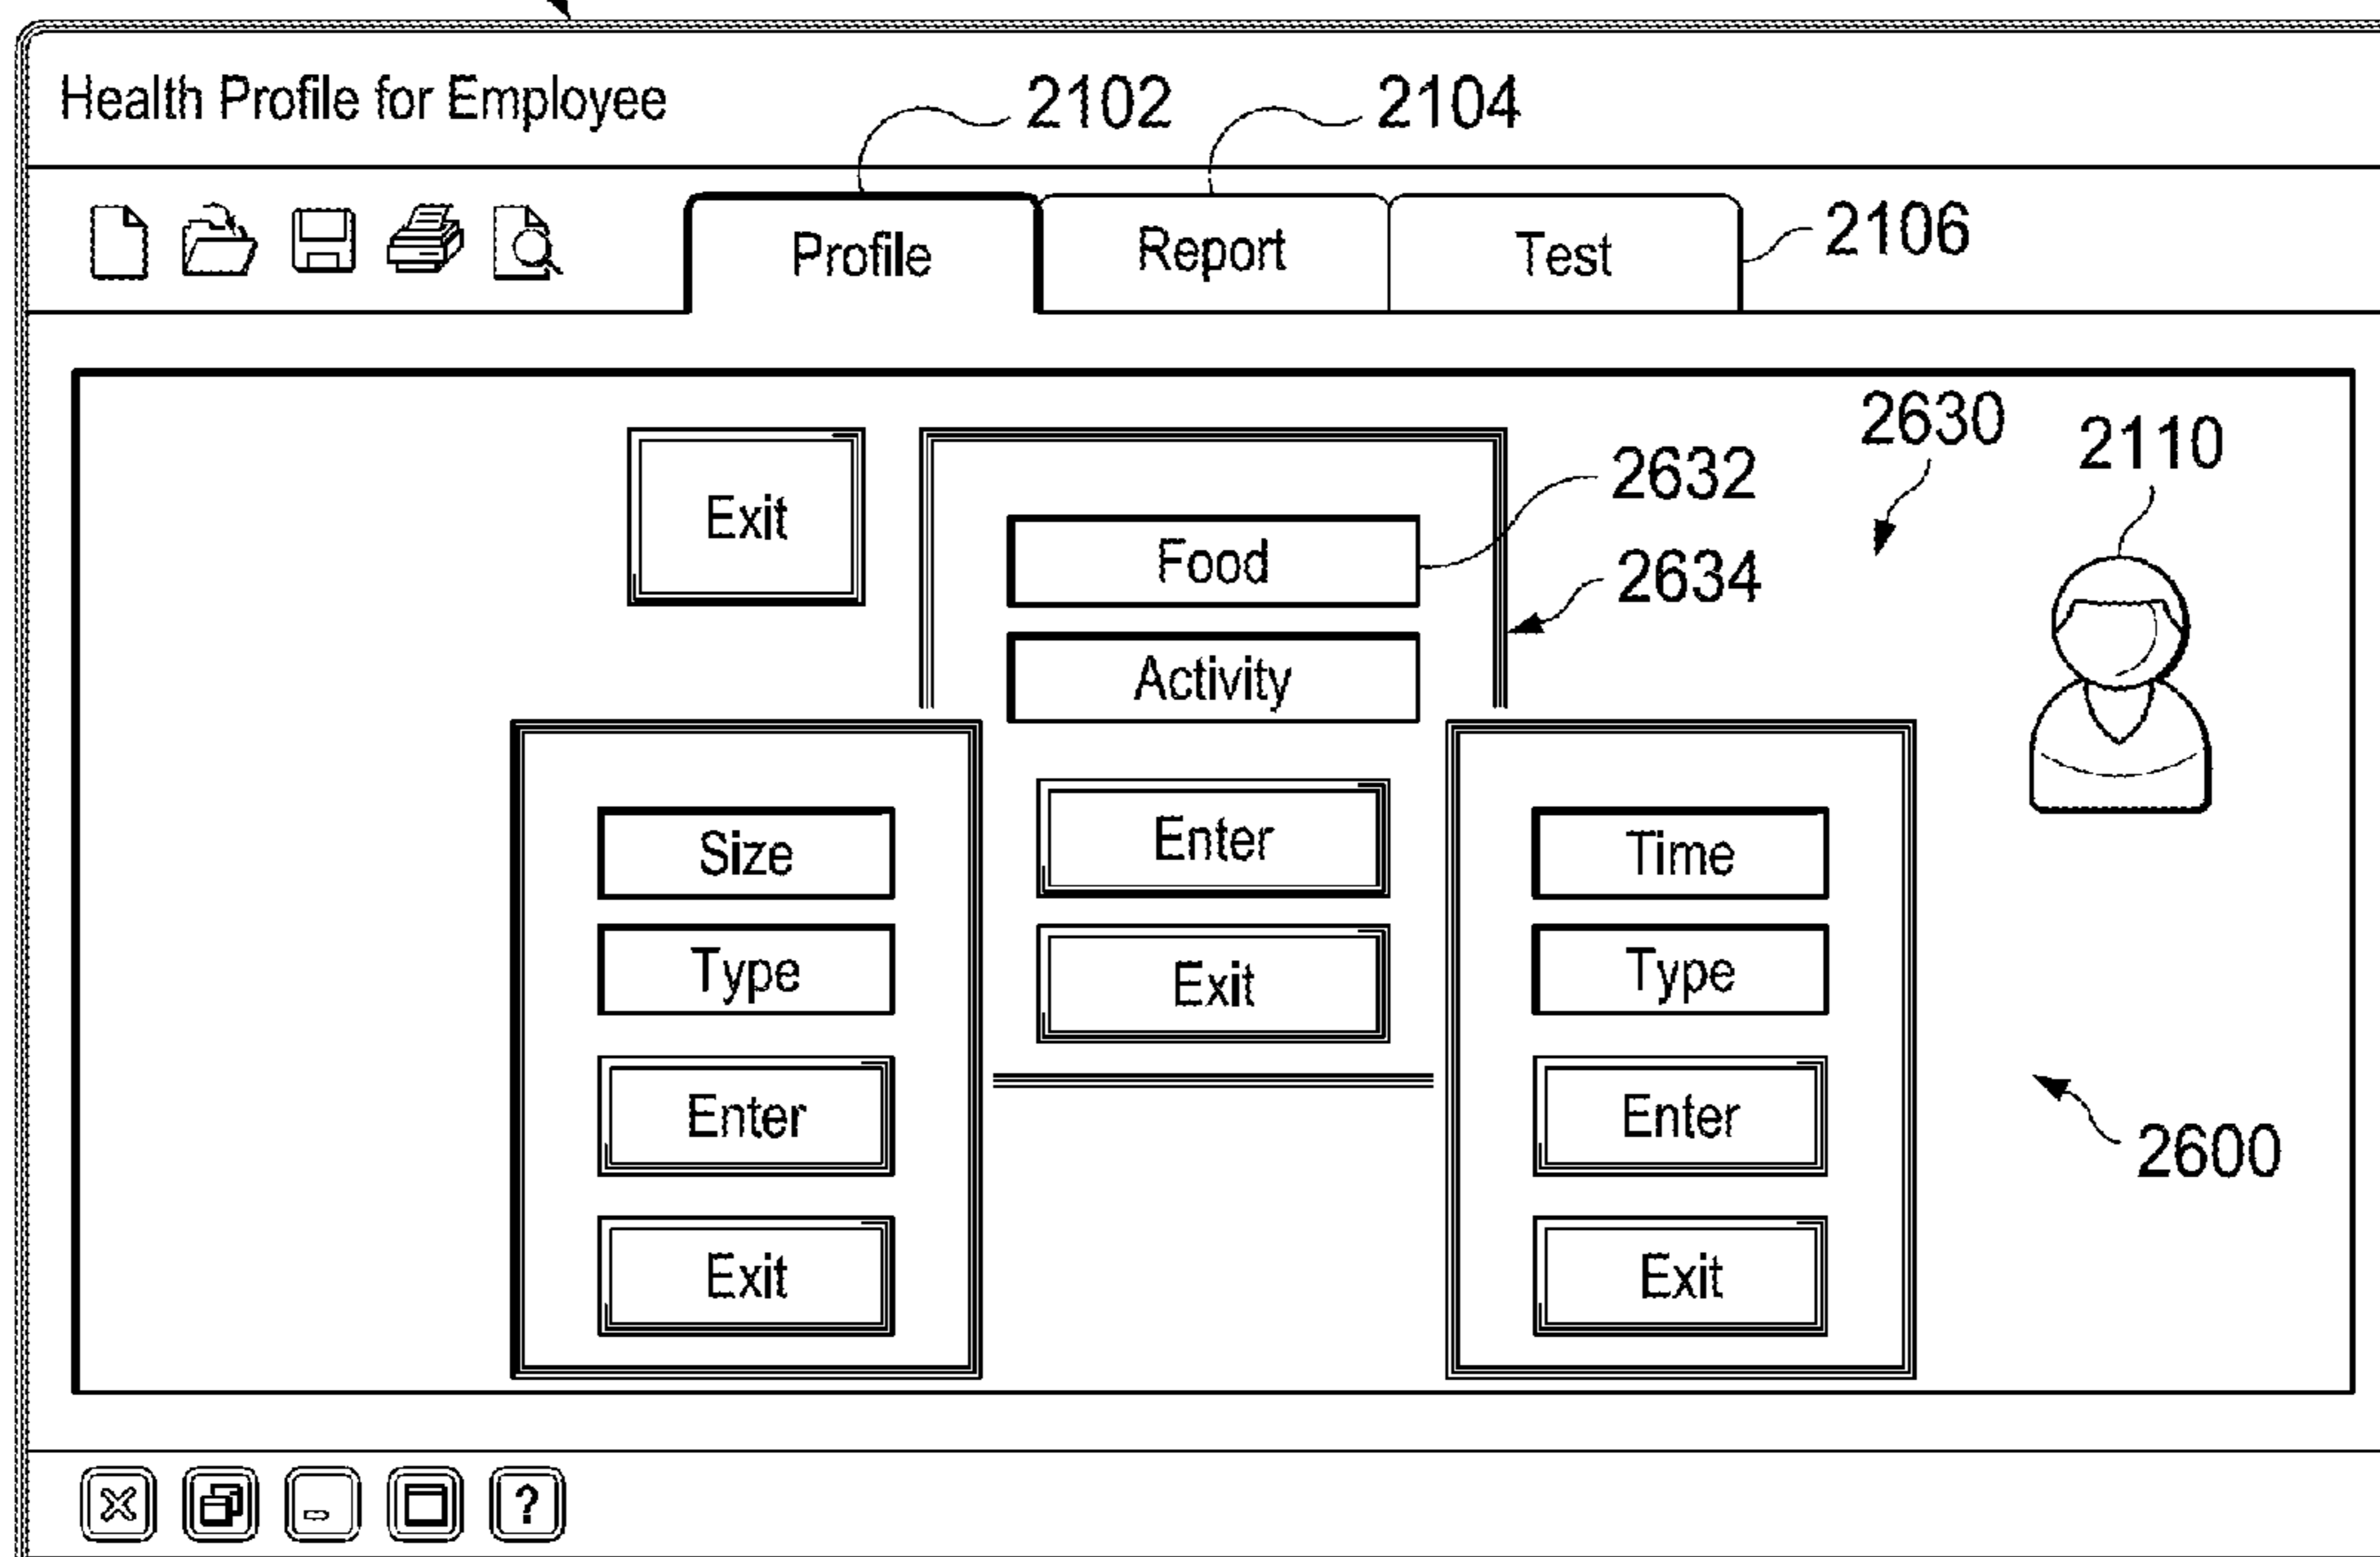 Health Profile for Employee
2102
2104
Profile
Report
Test
2106
2630
2110
Exit
2632
Food
2634
Activity
Size
Type
Enter
Exit
Enter
Exit
Time
Type
Enter
Exit
2600
?